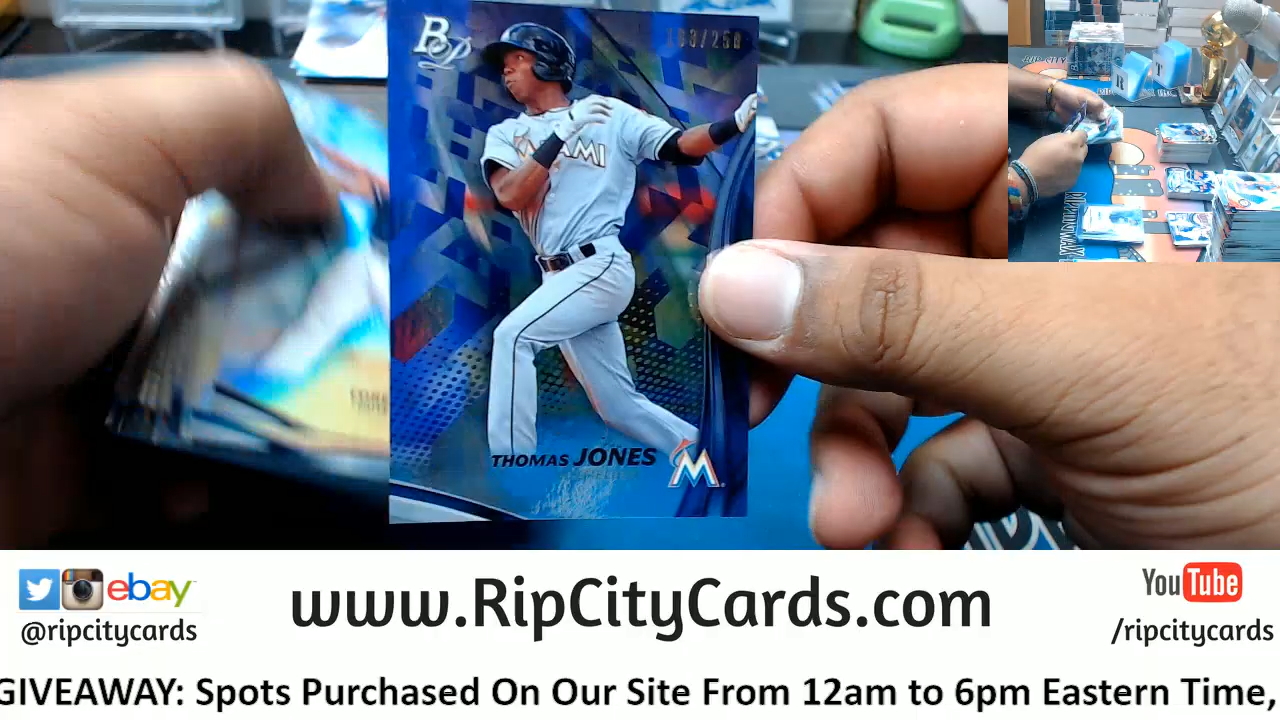 BP
MIAMI
THOMAS JONES
M
ebay
@ripcitycards
www.RipCityCards.com
YouTube
/ripcitycards
GIVEAWAY: Spots Purchased On Our Site From 12am to 6pm Eastern Time,